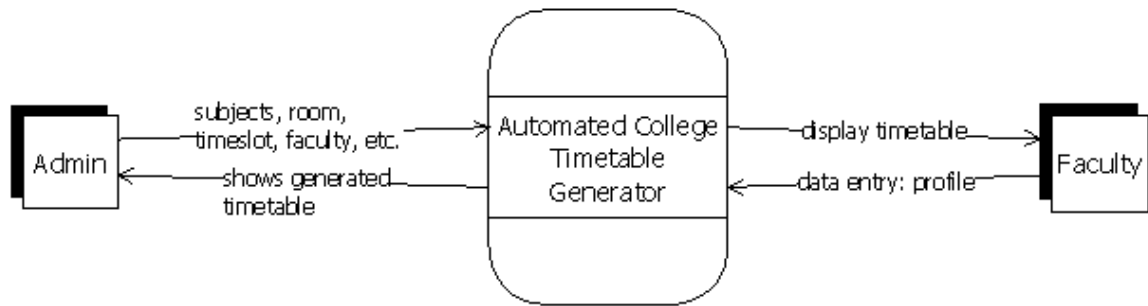 Admin
subjects, room,
timeslot, faculty, etc.
shows generated
timetable
Automated College
Timetable
Generator
display timetable
data entry: profile
Faculty